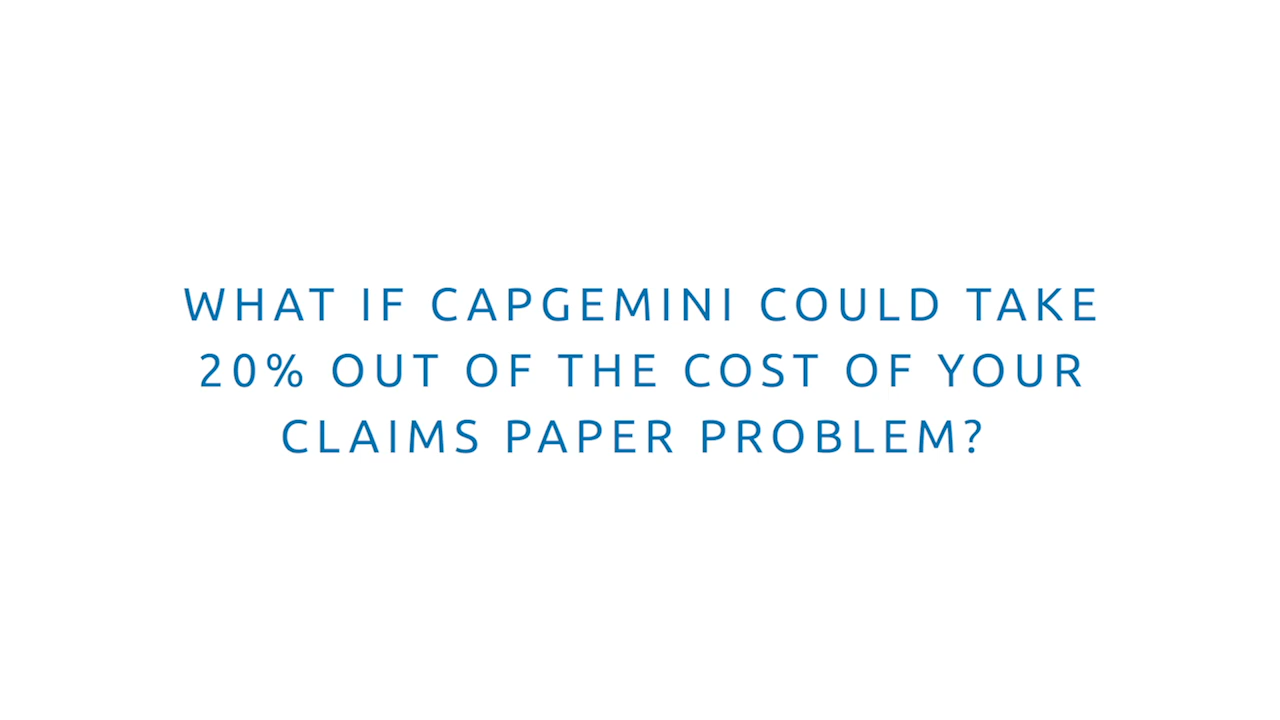 WHAT IF CAPGEMINI COULD TAKE
20% OUT OF THE COST OF YOUR
CLAIMS PAPER PROBLEM?